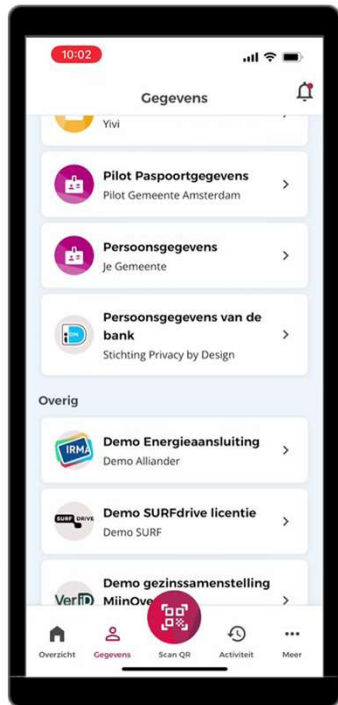 10:02
Gegevens
Yivi
Pilot Paspoortgegevens
Pilot Gemeente Amsterdam
Persoonsgegevens
Je Gemeente
iDIN
Persoonsgegevens van de
bank
Stichting Privacy by Design
Overig
IRMA
Demo Energieaansluiting
Demo Alliander
SURF DRIVE
Demo SURFdrive licentie
Demo SURF
VeriD
Demo gezinssamenstelling
MijnOve
Overzicht
Gegevens
Scan QR
Activiteit
Meer